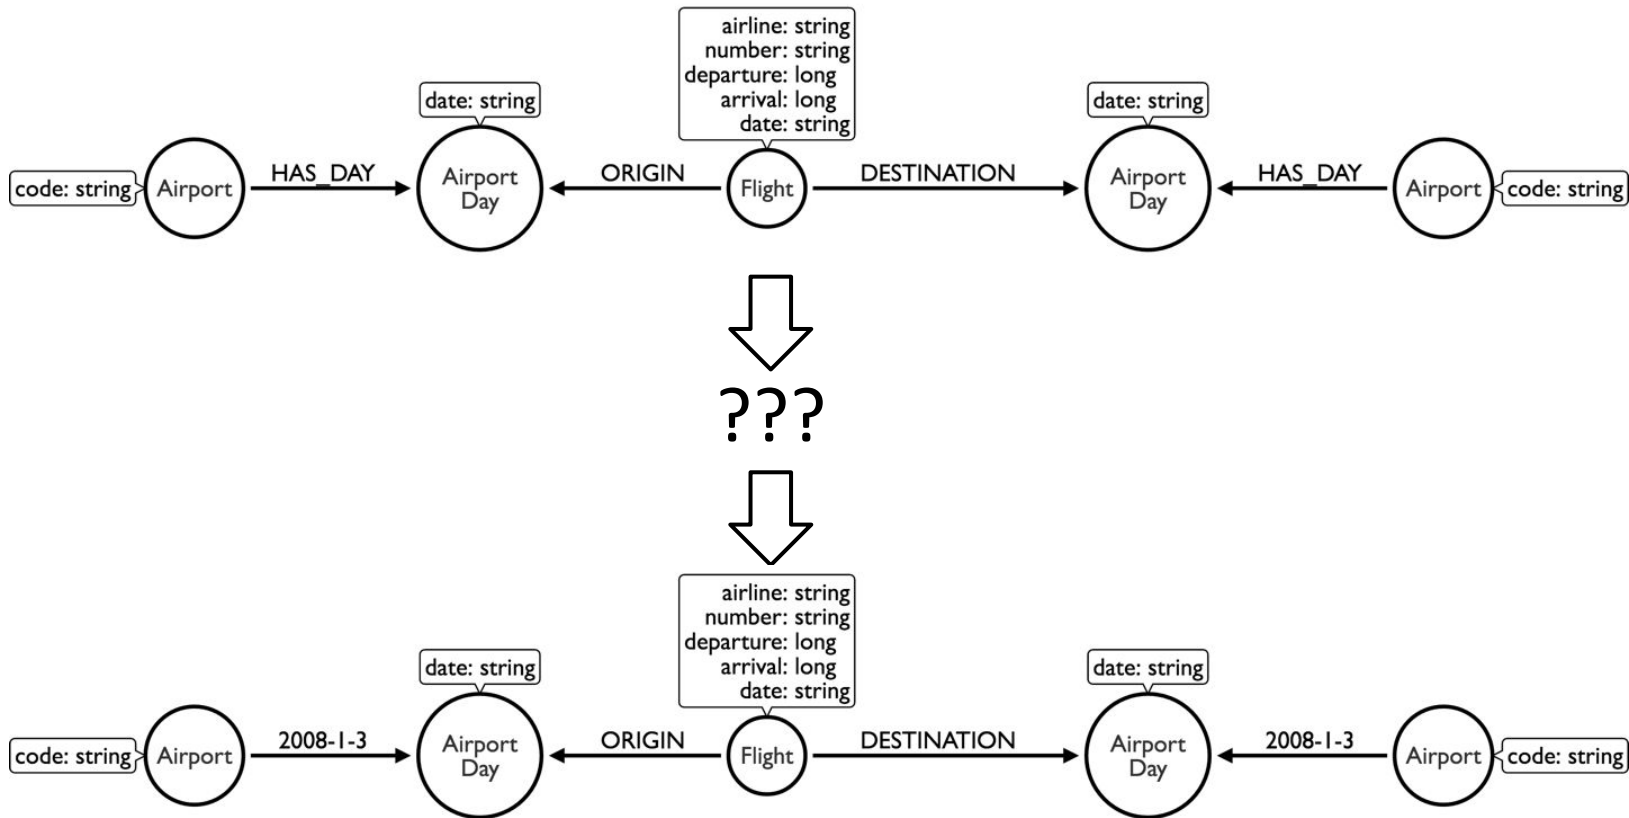 airline: string
number: string
departure: long
arrival: long
date: string
date: string
date: string
code: string
Airport
HAS_DAY
Airport
Day
ORIGIN
Flight
DESTINATION
Airport
Day
HAS_DAY
Airport
code: string
???
airline: string
number: string
departure: long
arrival: long
date: string
date: string
date: string
code: string
Airport
2008-1-3
Airport
Day
ORIGIN
Flight
DESTINATION
Airport
Day
2008-1-3
Airport
code: string